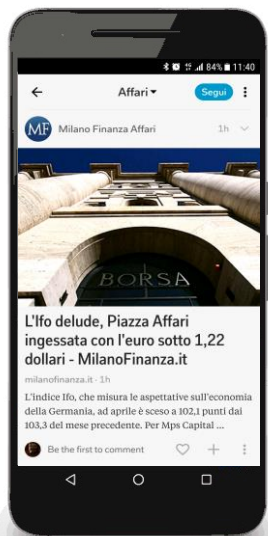 84% 11:40
Affari
Segui
MF Milano Finanza Affari 1h
BORSA
L'Ifo delude, Piazza Affari
ingessata con l'euro sotto 1,22
dollari - MilanoFinanza.it
milanofinanza.it · 1h
L'indice Ifo, che misura le aspettative sull'economia
della Germania, ad aprile è sceso a 102,1 punti dai
103,3 del mese precedente. Per Mps Capital ...
Be the first to comment